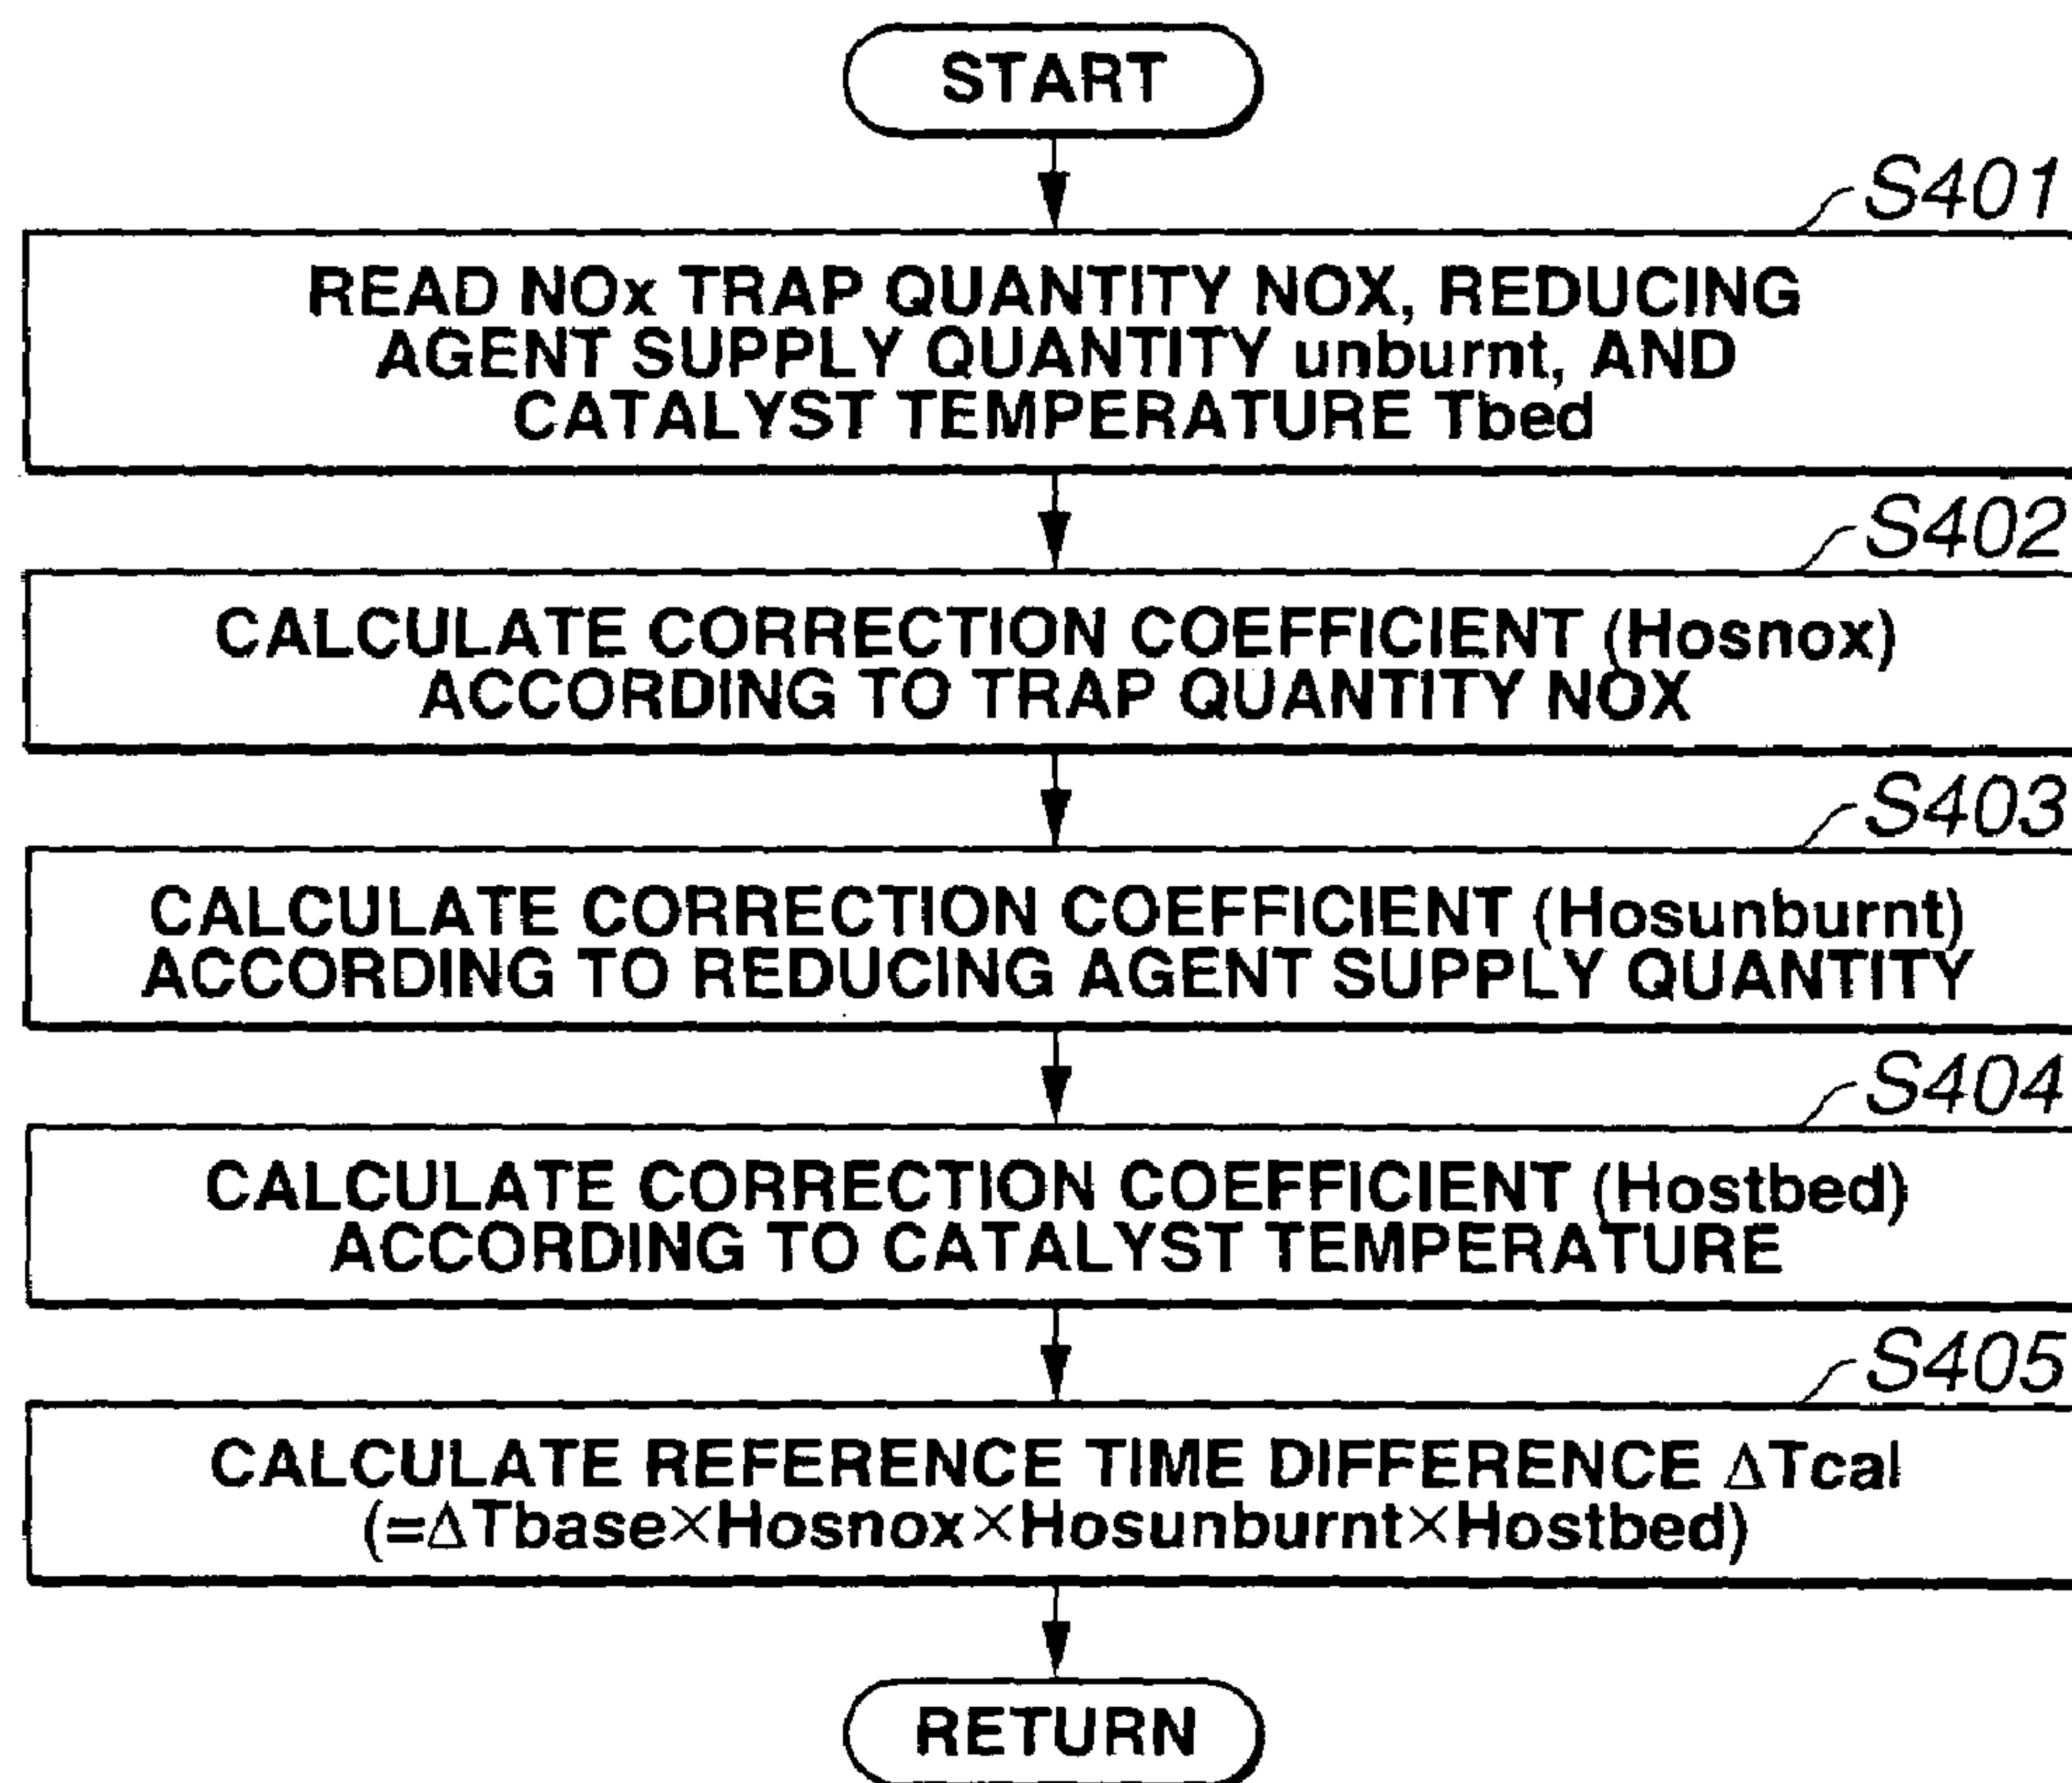 START
S401
READ NOx TRAP QUANTITY NOX, REDUCING
AGENT SUPPLY QUANTITY unburnt, AND
CATALYST TEMPERATURE Tbed
S402
CALCULATE CORRECTION COEFFICIENT (Hosnox)
ACCORDING TO TRAP QUANTITY NOX
S403
CALCULATE CORRECTION COEFFICIENT (Hosunburnt)
ACCORDING TO REDUCING AGENT SUPPLY QUANTITY
S404
CALCULATE CORRECTION COEFFICIENT (Hostbed)
ACCORDING TO CATALYST TEMPERATURE
S405
CALCULATE REFERENCE TIME DIFFERENCE ΔTcal
(=ΔTbase×Hosnox×Hosunburnt×Hostbed)
RETURN